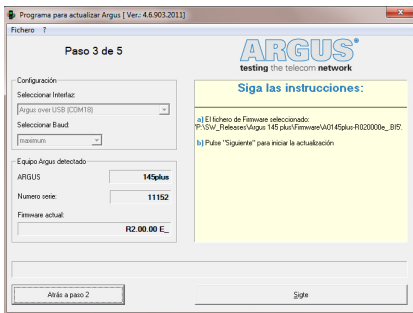 Programa para actualizar Argus [ Ver.: 4.6.903.2011]
Fichero ?
Paso 3 de 5
ARGUS®
testing the telecom network
Configuración
Seleccionar Interfaz:
Argus over USB (COM18)
Seleccionar Baud:
maximum
Equipo Argus detectado
ARGUS 145plus
Numero serie: 11152
Firmware actual:
R2.00.00 E_
Siga las instrucciones:
a) El fichero de Firmware seleccionado:
'P:\SW_Releases\Argus 145 plus\Firmware\A0145plus-R020000e_.Bf5'.
b) Pulse "Siguiente" para iniciar la actualización
Atrás a paso 2
Sigte